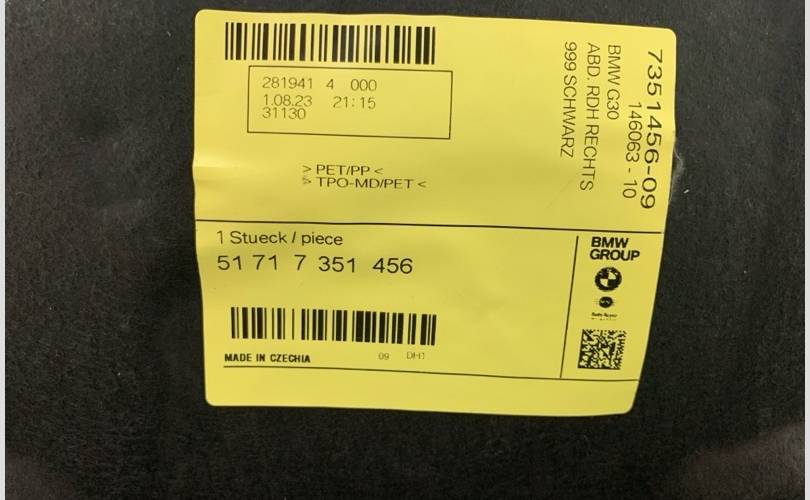 281941 4 000
1.08.23 21:15
31130
> PET/PP <
> TPO-MD/PET <
7351456-09
146063 - 10
BMW G30
ABD. RDH RECHTS
999 SCHWARZ
1 Stueck / piece
51 71 7 351 456
MADE IN CZECHIA
09 DH1
BMW
GROUP